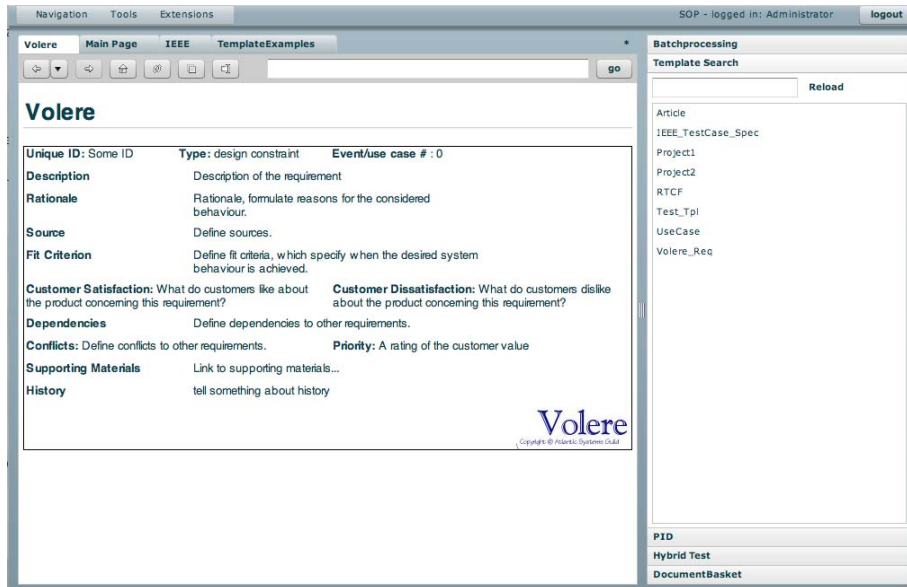 Navigation Tools Extensions
SOP - logged in: Administrator logout
Volere Main Page IEEE TemplateExamples *
go
Volere
Unique ID: Some ID Type: design constraint Event/use case # : 0
Description Description of the requirement
Rationale Rationale, formulate reasons for the considered
behaviour.
Source Define sources.
Fit Criterion Define fit criteria, which specify when the desired system
behaviour is achieved.
Customer Satisfaction: What do customers like about
the product concerning this requirement?
Customer Dissatisfaction: What do customers dislike
about the product concerning this requirement?
Dependencies Define dependencies to other requirements.
Conflicts: Define conflicts to other requirements. Priority: A rating of the customer value
Supporting Materials Link to supporting materials...
History tell something about history
Volere
Copyright © Atlantic Systems Guild
Batchprocessing
Template Search
Reload
Article
IEEE_TestCase_Spec
Project1
Project2
RTCF
Test_Tpl
UseCase
Volere_Req
PID
Hybrid Test
DocumentBasket